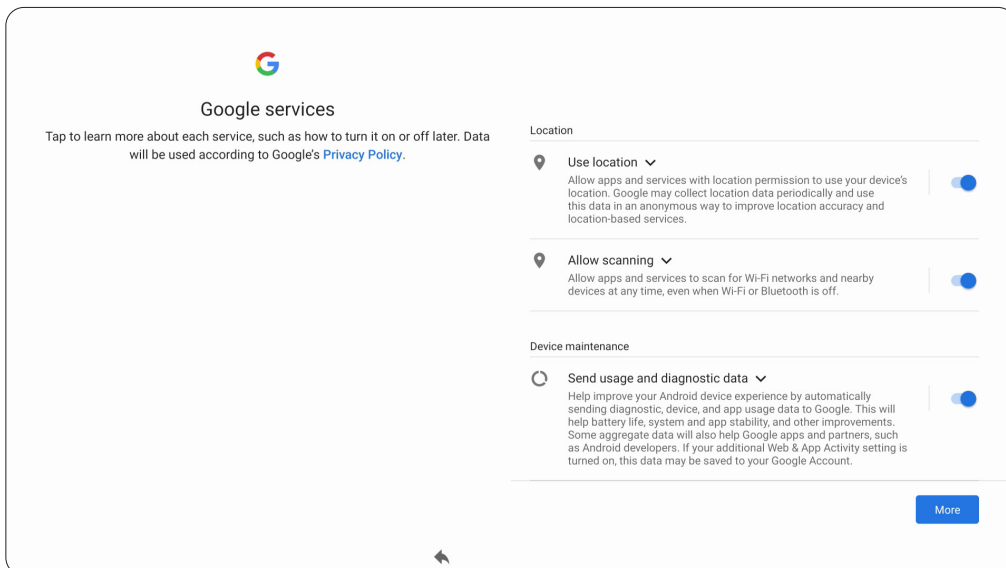 Google services
Tap to learn more about each service, such as how to turn it on or off later. Data
will be used according to Google's Privacy Policy.
Location
Use location
Allow apps and services with location permission to use your device's
location. Google may collect location data periodically and use
this data in an anonymous way to improve location accuracy and
location-based services.
Allow scanning
Allow apps and services to scan for Wi-Fi networks and nearby
devices at any time, even when Wi-Fi or Bluetooth is off.
Device maintenance
Send usage and diagnostic data
Help improve your Android device experience by automatically
sending diagnostic, device, and app usage data to Google. This will
help battery life, system and app stability, and other improvements.
Some aggregate data will also help Google apps and partners, such
as Android developers. If your additional Web & App Activity setting is
turned on, this data may be saved to your Google Account.
More